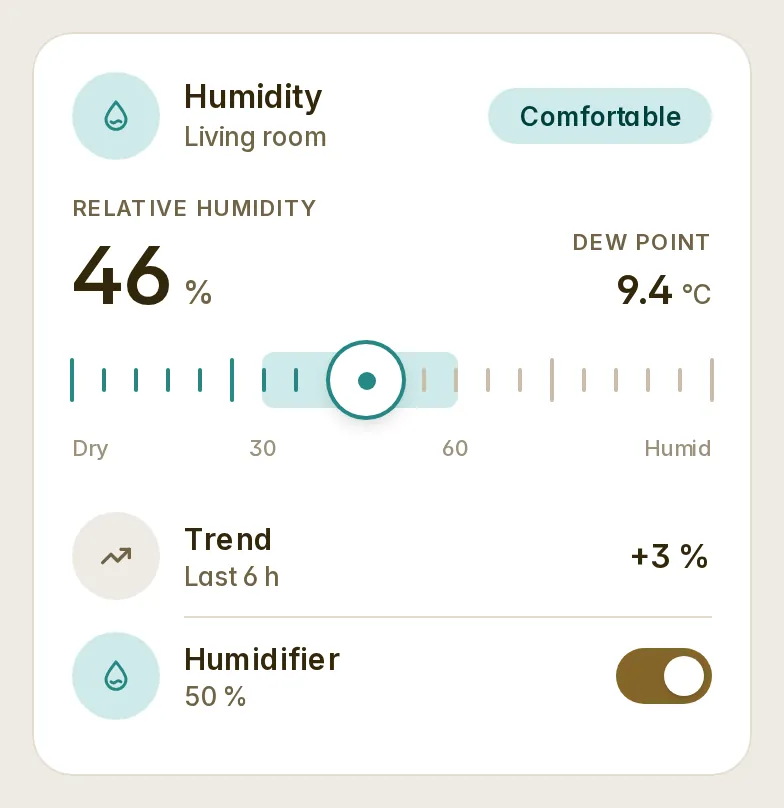 Humidity
Living room
Comfortable
RELATIVE HUMIDITY
46 %
DEW POINT
9.4 °C
Dry 30 60 Humid
Trend
Last 6 h
+3 %
Humidifier
50 %